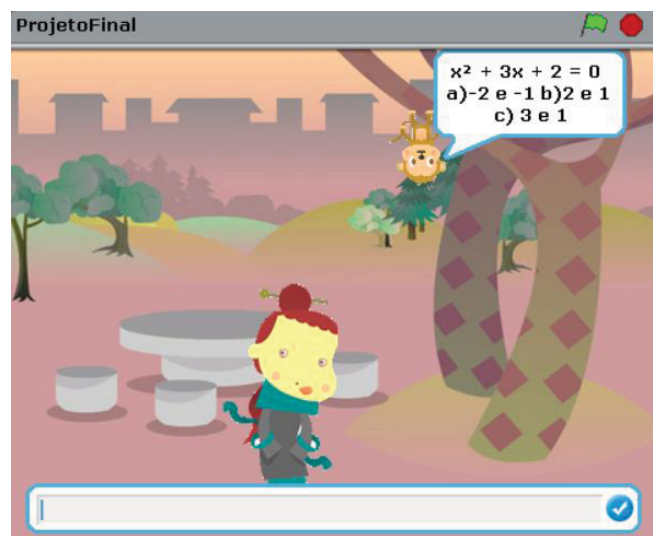 ProjetoFinal
x² + 3x + 2 = 0
a)-2 e -1 b)2 e 1
c) 3 e 1